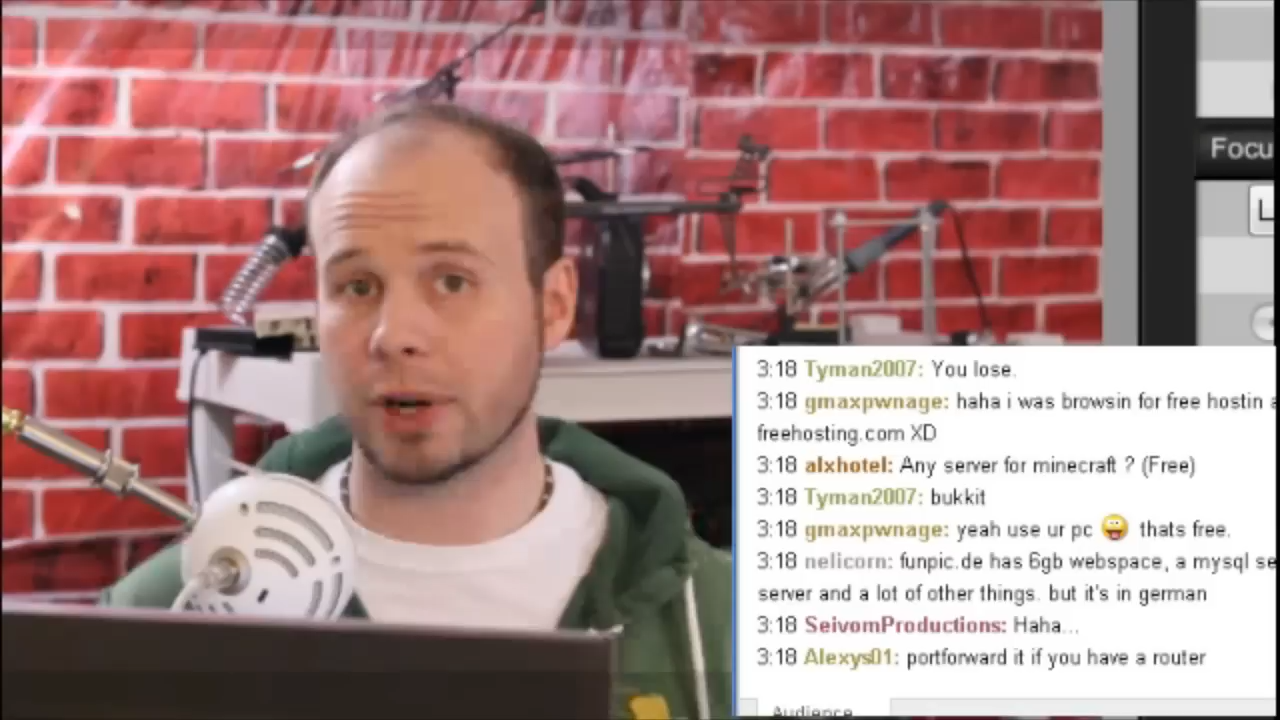 Focu
L
3:18 Tyman2007: You lose.
3:18 gmaxpwnage: haha i was browsin for free hostin
freehosting.com XD
3:18 alxhotel: Any server for minecraft ? (Free)
3:18 Tyman2007: bukkit
3:18 gmaxpwnage: yeah use ur pc thats free.
3:18 nelicorn: funpic.de has 6gb webspace, a mysql se
server and a lot of other things. but it's in german
3:18 SeivomProductions: Haha...
3:18 Alexys01: portforward it if you have a router
Audience